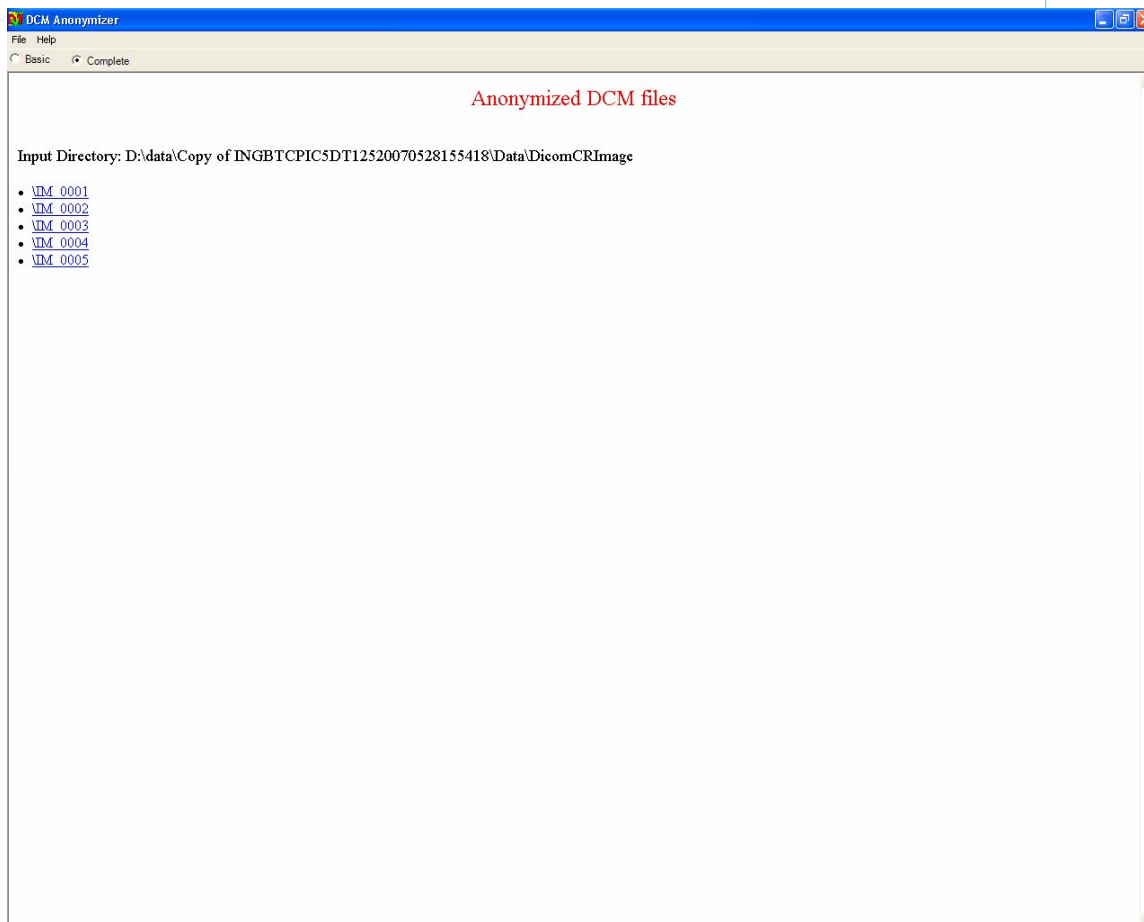 DCM Anonymizer
File Help
Basic Complete
Anonymized DCM files
Input Directory: D:\data\Copy of INGBTCPIC5DT12520070528155418\Data\DicomCRImage
\IM_0001
\IM_0002
\IM_0003
\IM_0004
\IM_0005